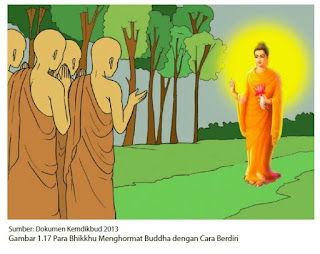 Sumber: Dokumen Kemdikbud 2013
Gambar 1.17 Para Bhikkhu Menghormat Buddha dengan Cara Berdiri